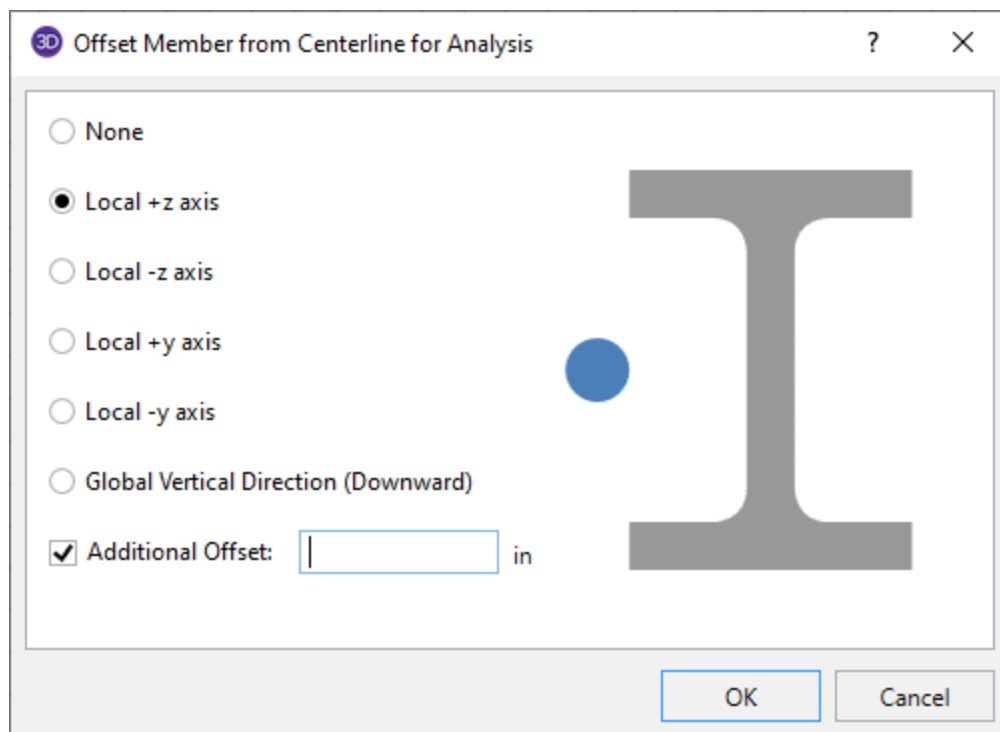 3D Offset Member from Centerline for Analysis ?
None
Local +z axis
Local -z axis
Local +y axis
Local -y axis
Global Vertical Direction (Downward)
Additional Offset: in
OK Cancel